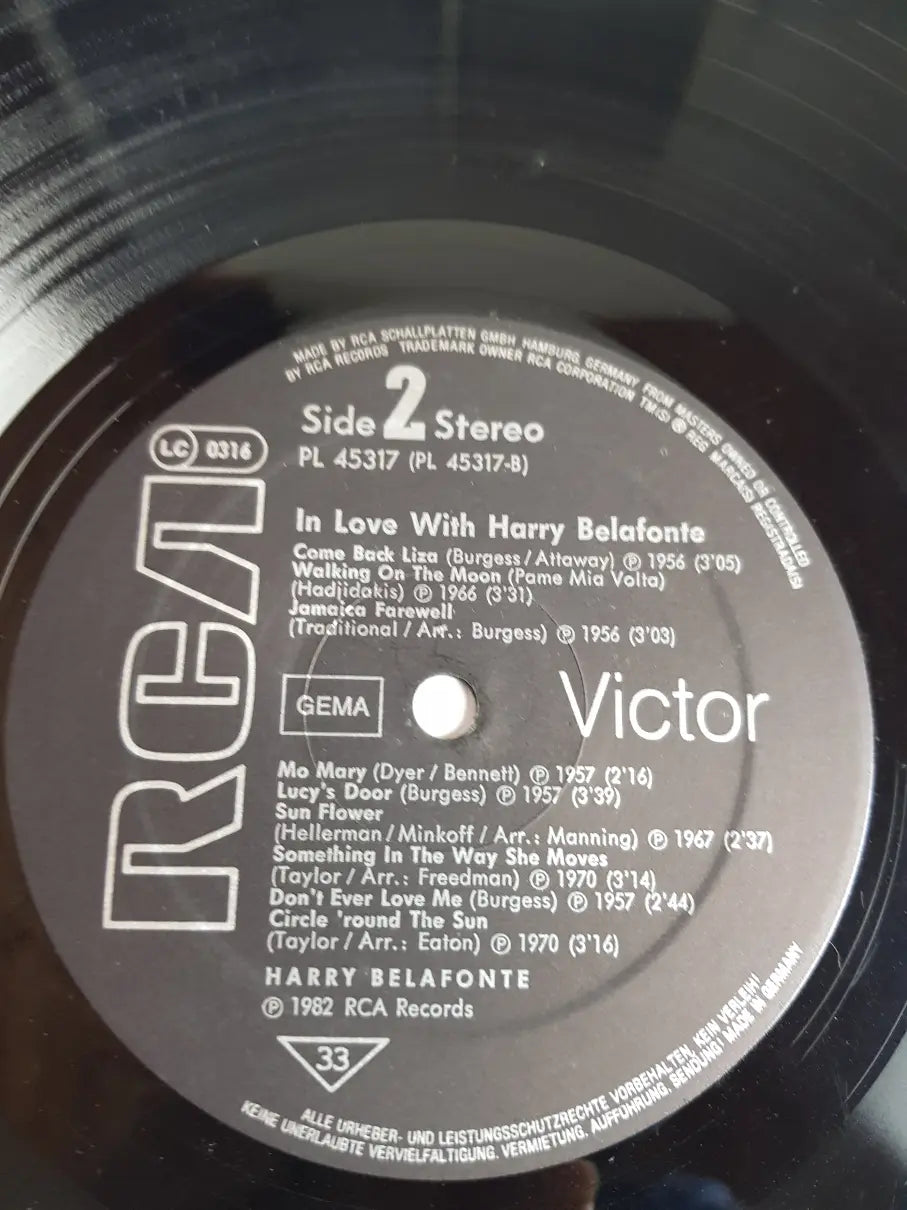 MADE BY RCA SCHALLPLATTEN GMBH HAMBURG, GERMANY FROM MASTERS OWNED OR CONTROLLED
BY RCA RECORDS TRADEMARK OWNER RCA CORPORATION TM(S) ® REG MARCA(S) REGISTRADA(S)
Side 2 Stereo
LC 0316
PL 45317 (PL 45317-B)
RCA
In Love With Harry Belafonte
Come Back Liza (Burgess/Attaway) ℗ 1956 (3'05)
Walking On The Moon (Pame Mia Volta)
(Hadjidakis) ℗ 1966 (3'31)
Jamaica Farewell
(Traditional/Arr.: Burgess) ℗ 1956 (3'03)
GEMA
Victor
Mo Mary (Dyer/Bennett) ℗ 1957 (2'16)
Lucy's Door (Burgess) ℗ 1957 (3'39)
Sun Flower
(Hellerman/Minkoff/Arr.: Manning) ℗ 1967 (2'37)
Something In The Way She Moves
(Taylor/Arr.: Freedman) ℗ 1970 (3'14)
Don't Ever Love Me (Burgess) ℗ 1957 (2'44)
Circle 'round The Sun
(Taylor/Arr.: Eaton) ℗ 1970 (3'16)
HARRY BELAFONTE
℗ 1982 RCA Records
33
ALLE URHEBER- UND LEISTUNGSSCHUTZRECHTE VORBEHALTEN, KEIN VERLEIH!
KEINE UNERLAUBTE VERVIELFALTIGUNG, VERMIETUNG, AUFFÜHRUNG, SENDUNG! MADE IN GERMANY